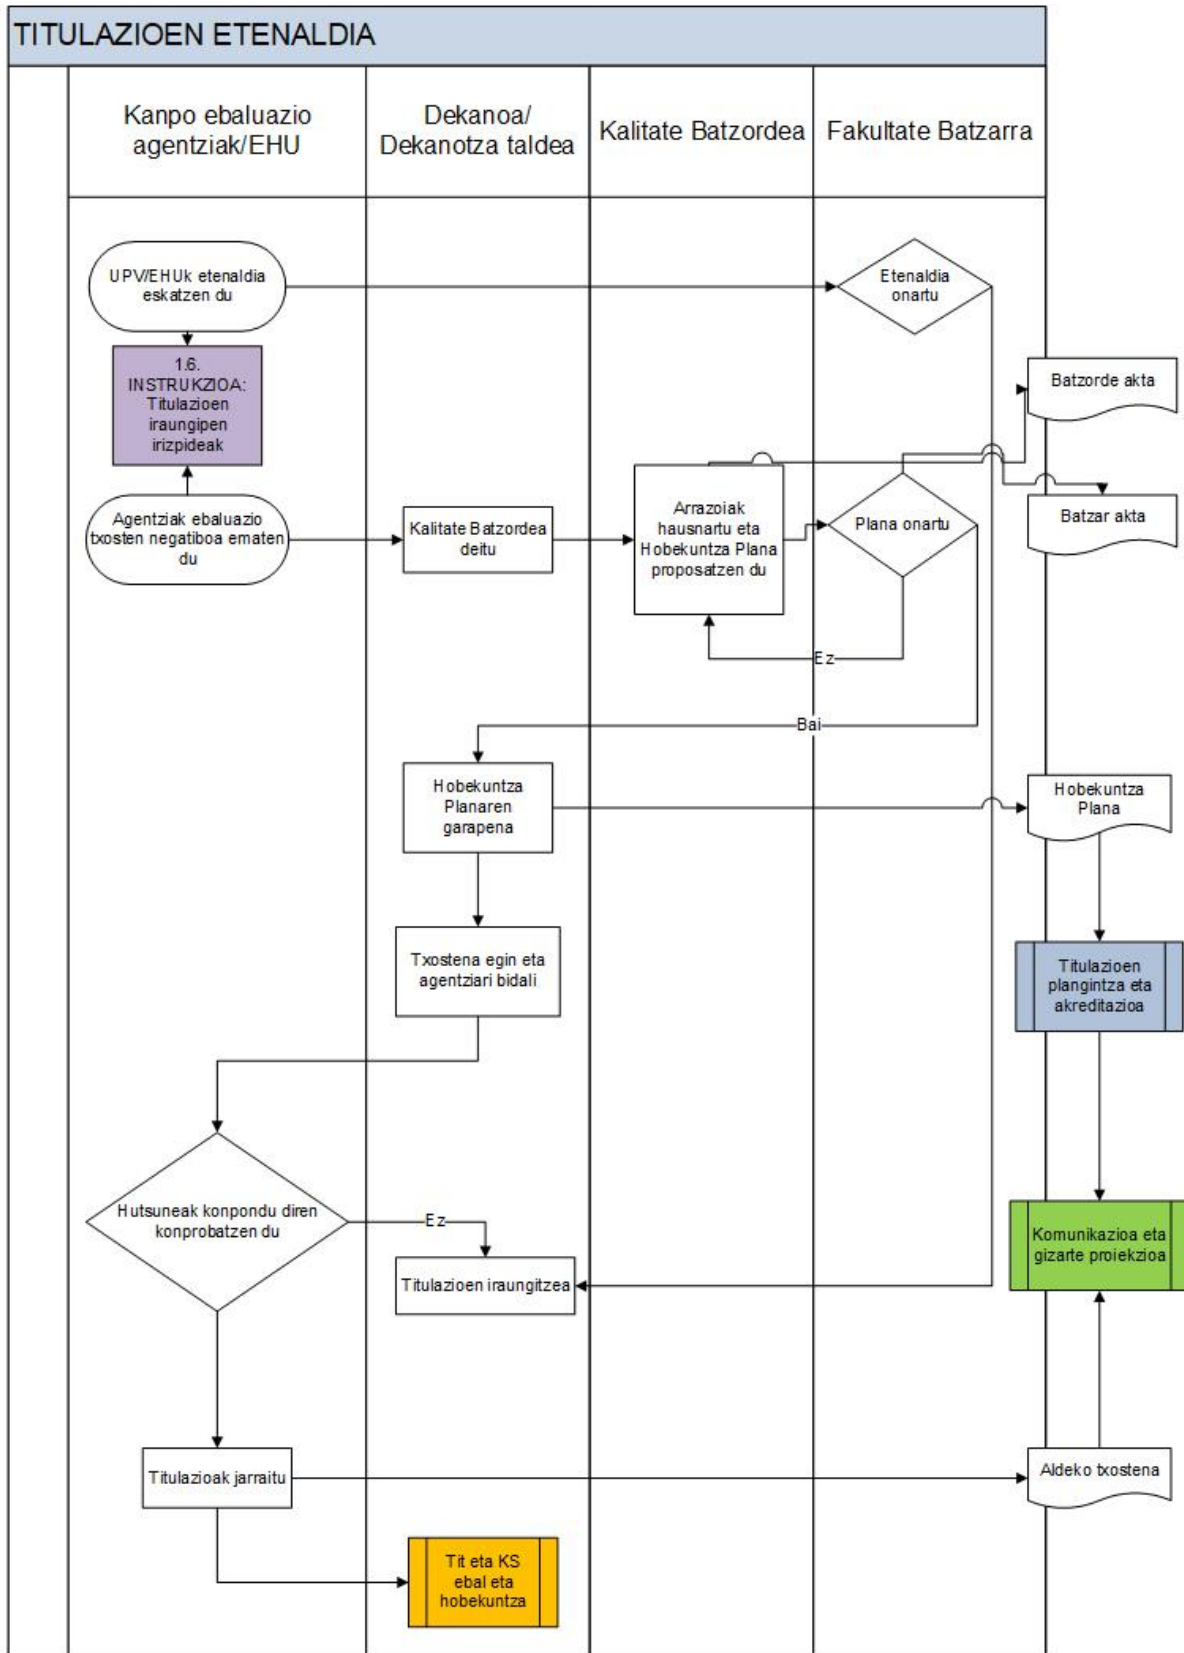 TITULAZIOEN ETENALDIA
Kanpo ebaluazio
agentziak/EHU
Dekanoa/
Dekanotza taldea
Kalitate Batzordea
Fakultate Batzarra
UPV/EHUk etenaldia
eskatzen du
Etenaldia
onartu
1.6.
INSTRUKZIOA:
Titulazioen
iraungipen
irizpideak
Batzorde akta
Agentziak ebaluazio
txosten negatiboa ematen
du
Kalitate Batzordea
deitu
Arrazoiak
hausnartu eta
Hobekuntza Plana
proposatzen du
Plana onartu
Batzar akta
Ez
Bai
Hobekuntza
Planaren
garapena
Hobekuntza
Plana
Txostena egin eta
agentziari bidali
Titulazioen
plangintza eta
akreditazioa
Hutsuneak konpondu diren
konprobatzen du
Ez
Titulazioen iraungitzea
Komunikazioa eta
gizarte proiekzioa
Titulazioak jarraitu
Aldeko txostena
Tit eta KS
ebal eta
hobekuntza